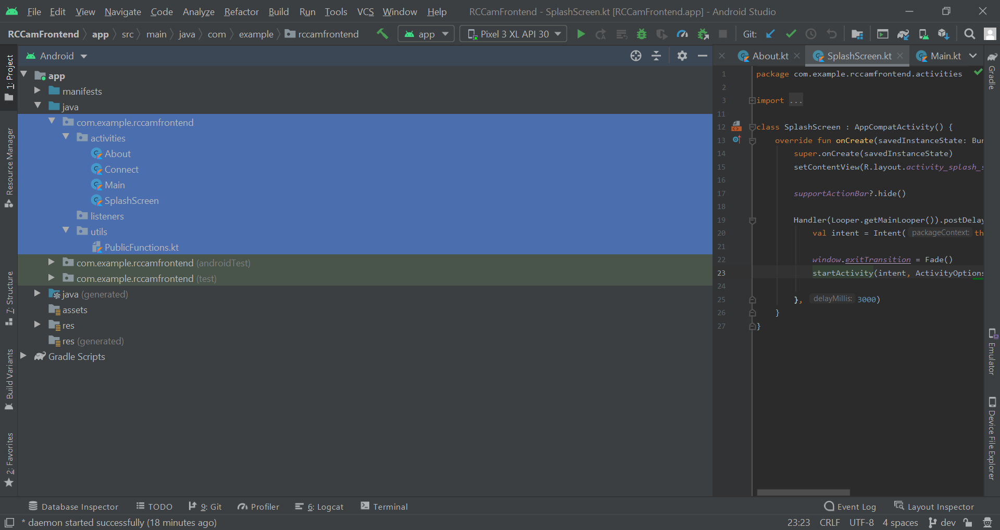 File Edit View Navigate Code Analyze Refactor Build Run Tools VCS Window Help RCCamFrontend - SplashScreen.kt [RCCamFrontend.app] - Android Studio
RCCamFrontend app src main java com example rccamfrontend app Pixel 3 XL API 30 Git:
Android
About.kt SplashScreen.kt Main.kt
1: Project
Resource Manager
7: Structure
Build Variants
2: Favorites
app
manifests
java
com.example.rccamfrontend
activities
About
Connect
Main
SplashScreen
listeners
utils
PublicFunctions.kt
com.example.rccamfrontend (androidTest)
com.example.rccamfrontend (test)
java (generated)
assets
res
res (generated)
Gradle Scripts
1 package com.example.rccamfrontend.activities
2
3 import ...
11
12 class SplashScreen : AppCompatActivity() {
13 override fun onCreate(savedInstanceState: Bun
14 super.onCreate(savedInstanceState)
15 setContentView(R.layout.activity_splash_s
16
17 supportActionBar?.hide()
18
19 Handler(Looper.getMainLooper()).postDelay
20 val intent = Intent( packageContext: th
21
22 window.exitTransition = Fade()
23 startActivity(intent, ActivityOptions
24
25 }, delayMillis: 3000)
26 }
27 }
Gradle
Emulator
Device File Explorer
Database Inspector TODO 9: Git Profiler 6: Logcat Terminal Event Log Layout Inspector
* daemon started successfully (18 minutes ago) 23:23 CRLF UTF-8 4 spaces dev